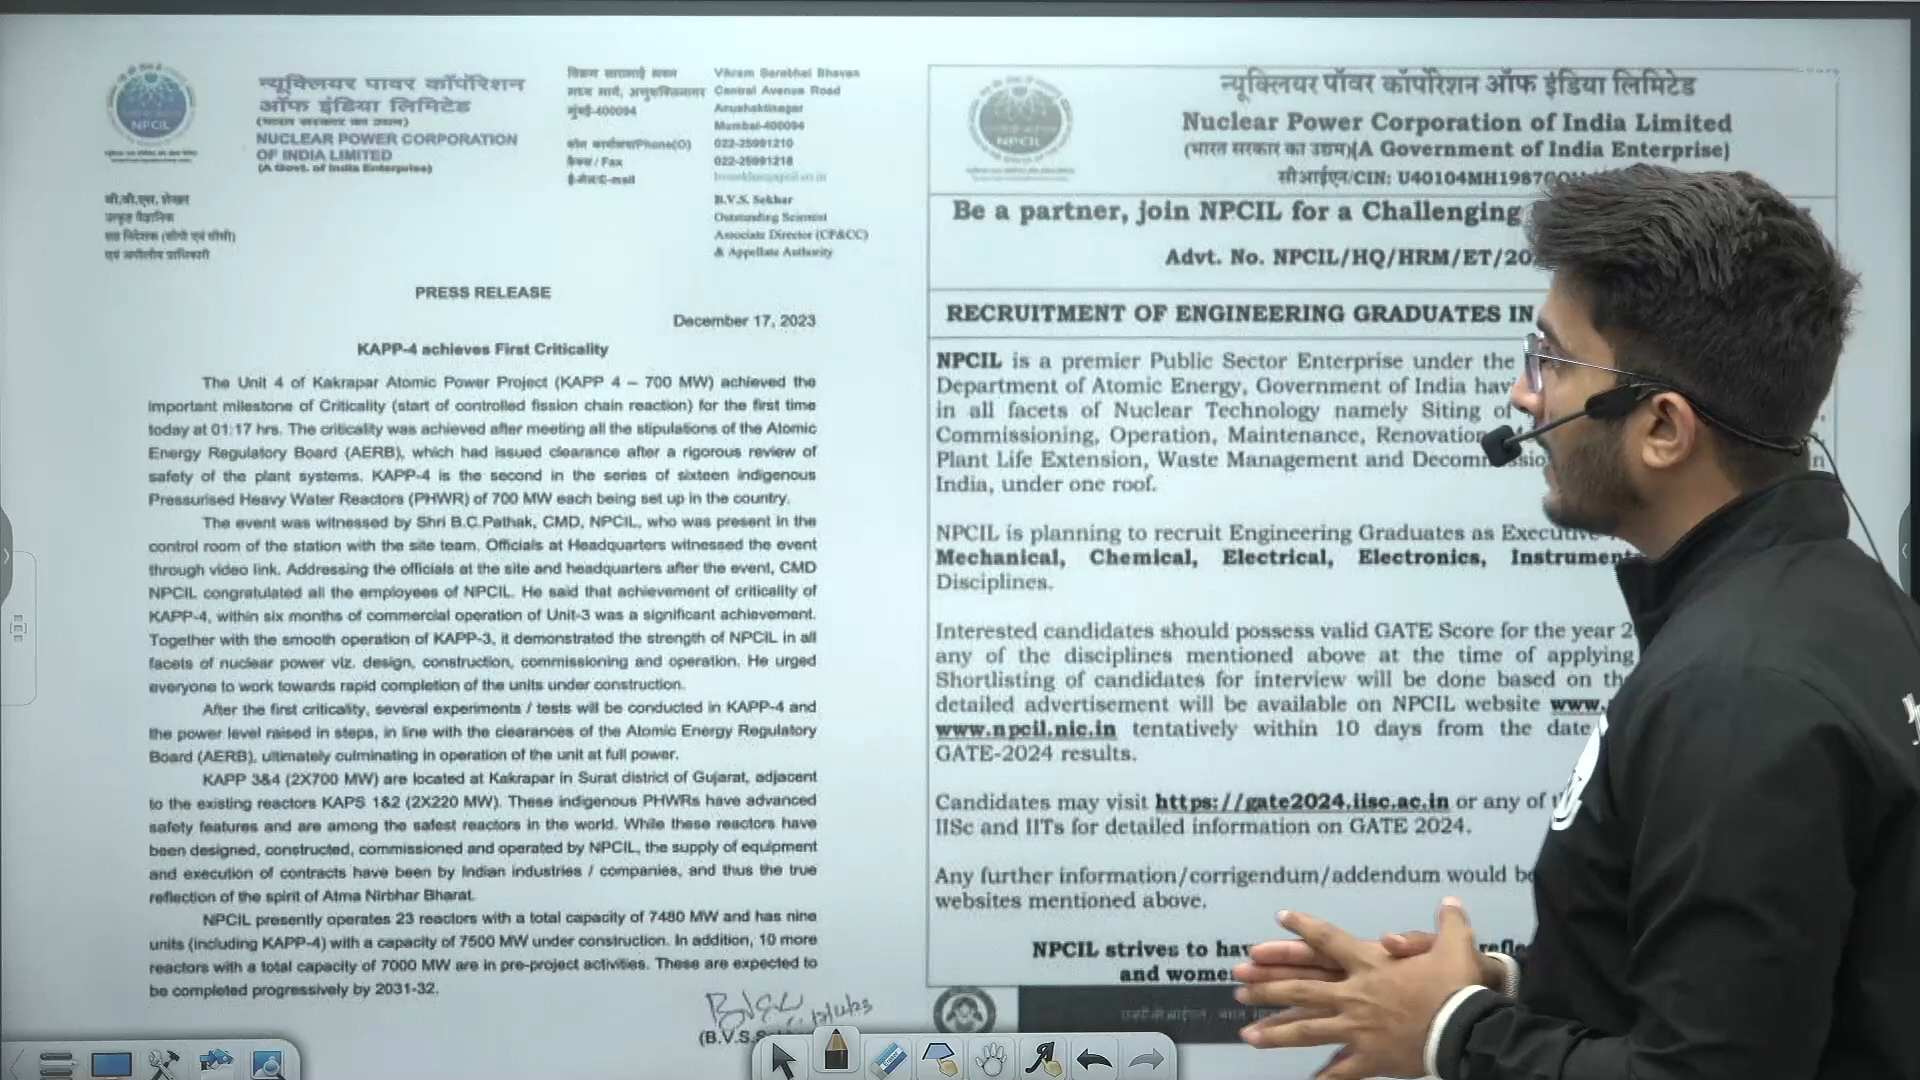 न्यूक्लियर पावर कॉर्पोरेशन
ऑफ इंडिया लिमिटेड
(भारत सरकार का उद्यम)
NUCLEAR POWER CORPORATION
OF INDIA LIMITED
(A Govt. of India Enterprise)
NPCIL
विक्रम साराभाई भवन
मध्य मार्ग, अणुशक्तिनगर
मुंबई-400094
फोन कार्यालय/Phone(O)
फैक्स / Fax
ई-मेल/E-mail
Vikram Sarabhai Bhavan
Central Avenue Road
Anushaktinagar
Mumbai-400094
022-25991210
022-25991218
बी.वी.एस. शेखर
उत्कृष्ट वैज्ञानिक
सह निदेशक (सीपी एवं सीसी)
एवं अपीलीय प्राधिकारी
B.V.S. Sekhar
Outstanding Scientist
Associate Director (CP&CC)
& Appellate Authority
PRESS RELEASE
December 17, 2023
KAPP-4 achieves First Criticality
The Unit 4 of Kakrapar Atomic Power Project (KAPP 4 – 700 MW) achieved the
important milestone of Criticality (start of controlled fission chain reaction) for the first time
today at 01:17 hrs. The criticality was achieved after meeting all the stipulations of the Atomic
Energy Regulatory Board (AERB), which had issued clearance after a rigorous review of
safety of the plant systems. KAPP-4 is the second in the series of sixteen indigenous
Pressurised Heavy Water Reactors (PHWR) of 700 MW each being set up in the country.
The event was witnessed by Shri B.C.Pathak, CMD, NPCIL, who was present in the
control room of the station with the site team. Officials at Headquarters witnessed the event
through video link. Addressing the officials at the site and headquarters after the event, CMD
NPCIL congratulated all the employees of NPCIL. He said that achievement of criticality of
KAPP-4, within six months of commercial operation of Unit-3 was a significant achievement.
Together with the smooth operation of KAPP-3, it demonstrated the strength of NPCIL in all
facets of nuclear power viz. design, construction, commissioning and operation. He urged
everyone to work towards rapid completion of the units under construction.
After the first criticality, several experiments / tests will be conducted in KAPP-4 and
the power level raised in steps, in line with the clearances of the Atomic Energy Regulatory
Board (AERB), ultimately culminating in operation of the unit at full power.
KAPP 3&4 (2X700 MW) are located at Kakrapar in Surat district of Gujarat, adjacent
to the existing reactors KAPS 1&2 (2X220 MW). These indigenous PHWRs have advanced
safety features and are among the safest reactors in the world. While these reactors have
been designed, constructed, commissioned and operated by NPCIL, the supply of equipment
and execution of contracts have been by Indian industries / companies, and thus the true
reflection of the spirit of Atma Nirbhar Bharat.
NPCIL presently operates 23 reactors with a total capacity of 7480 MW and has nine
units (including KAPP-4) with a capacity of 7500 MW under construction. In addition, 10 more
reactors with a total capacity of 7000 MW are in pre-project activities. These are expected to
be completed progressively by 2031-32.
(B.V.S.
न्यूक्लियर पॉवर कॉर्पोरेशन ऑफ इंडिया लिमिटेड
Nuclear Power Corporation of India Limited
(भारत सरकार का उद्यम)(A Government of India Enterprise)
सीआईएन/CIN: U40104MH1987
NPCIL
Be a partner, join NPCIL for a Challenging
Advt. No. NPCIL/HQ/HRM/ET/20
RECRUITMENT OF ENGINEERING GRADUATES IN
NPCIL is a premier Public Sector Enterprise under the
Department of Atomic Energy, Government of India
in all facets of Nuclear Technology namely Siting of
Commissioning, Operation, Maintenance, Renovation
Plant Life Extension, Waste Management and in
India, under one roof.
NPCIL is planning to recruit Engineering Graduates as Executive
Mechanical, Chemical, Electrical, Electronics,
Disciplines.
Interested candidates should possess valid GATE Score for the year 2
any of the disciplines mentioned above at the time of applying
Shortlisting of candidates for interview will be done based on
detailed advertisement will be available on NPCIL website www.
www.npcil.nic.in tentatively within 10 days from the date
GATE-2024 results.
Candidates may visit https://gate2024.iisc.ac.in or any of
IISc and IITs for detailed information on GATE 2024.
Any further information/corrigendum/addendum would
websites mentioned above.
NPCIL strives to
and